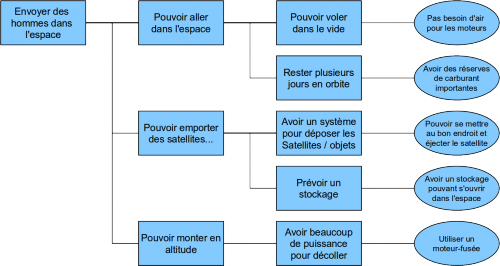 Envoyer des
hommes dans
l'espace
Pouvoir aller
dans l'espace
Pouvoir voler
dans le vide
Pas besoin d'air
pour les moteurs
Rester plusieurs
jours en orbite
Avoir des réserves
de carburant
importantes
Pouvoir emporter
des satellites...
Avoir un système
pour déposer les
Satellites / objets
Pouvoir se mettre
au bon endroit et
éjecter le satellite
Prévoir un
stockage
Avoir un stockage
pouvant s'ouvrir
dans l'espace
Pouvoir monter en
altitude
Avoir beaucoup
de puissance
pour décoller
Utiliser un
moteur-fusée